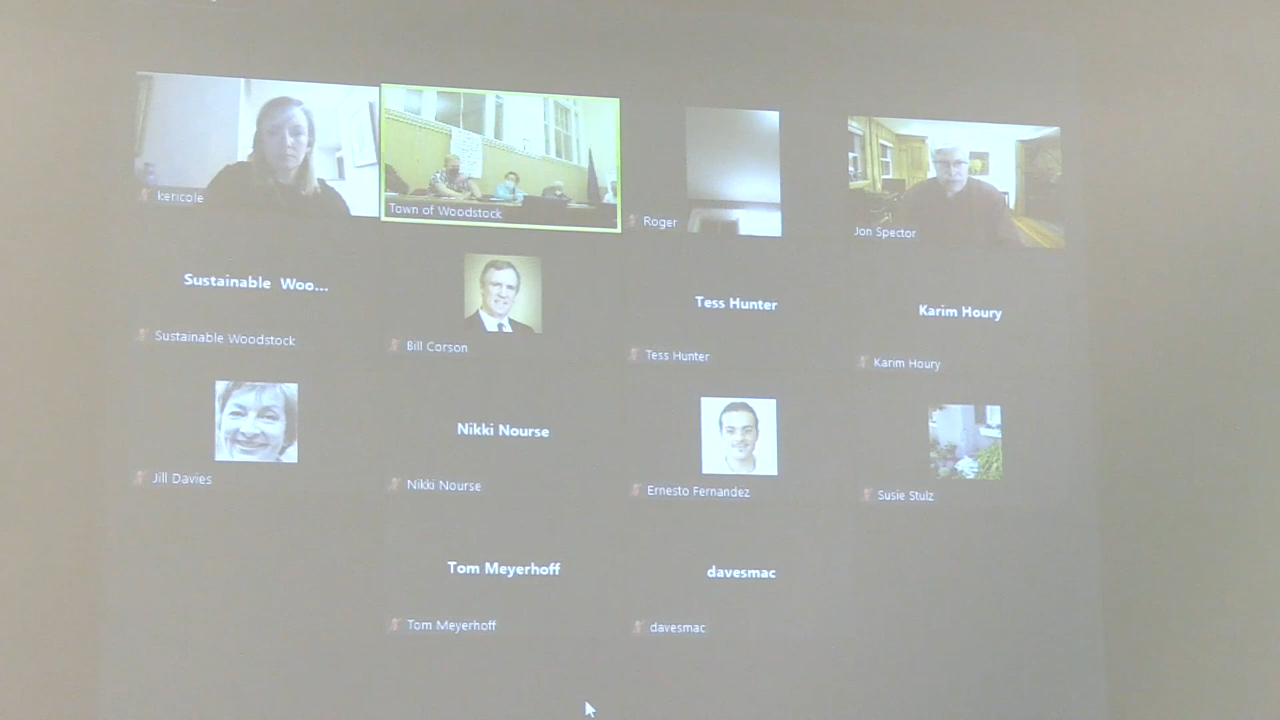 kericole
Town of Woodstock
Roger
Jon Spector
Sustainable Woo...
Sustainable Woodstock
Bill Corson
Tess Hunter
Tess Hunter
Karim Houry
Karim Houry
Jill Davies
Nikki Nourse
Nikki Nourse
Ernesto Fernandez
Susie Stulz
Tom Meyerhoff
Tom Meyerhoff
davesmac
davesmac